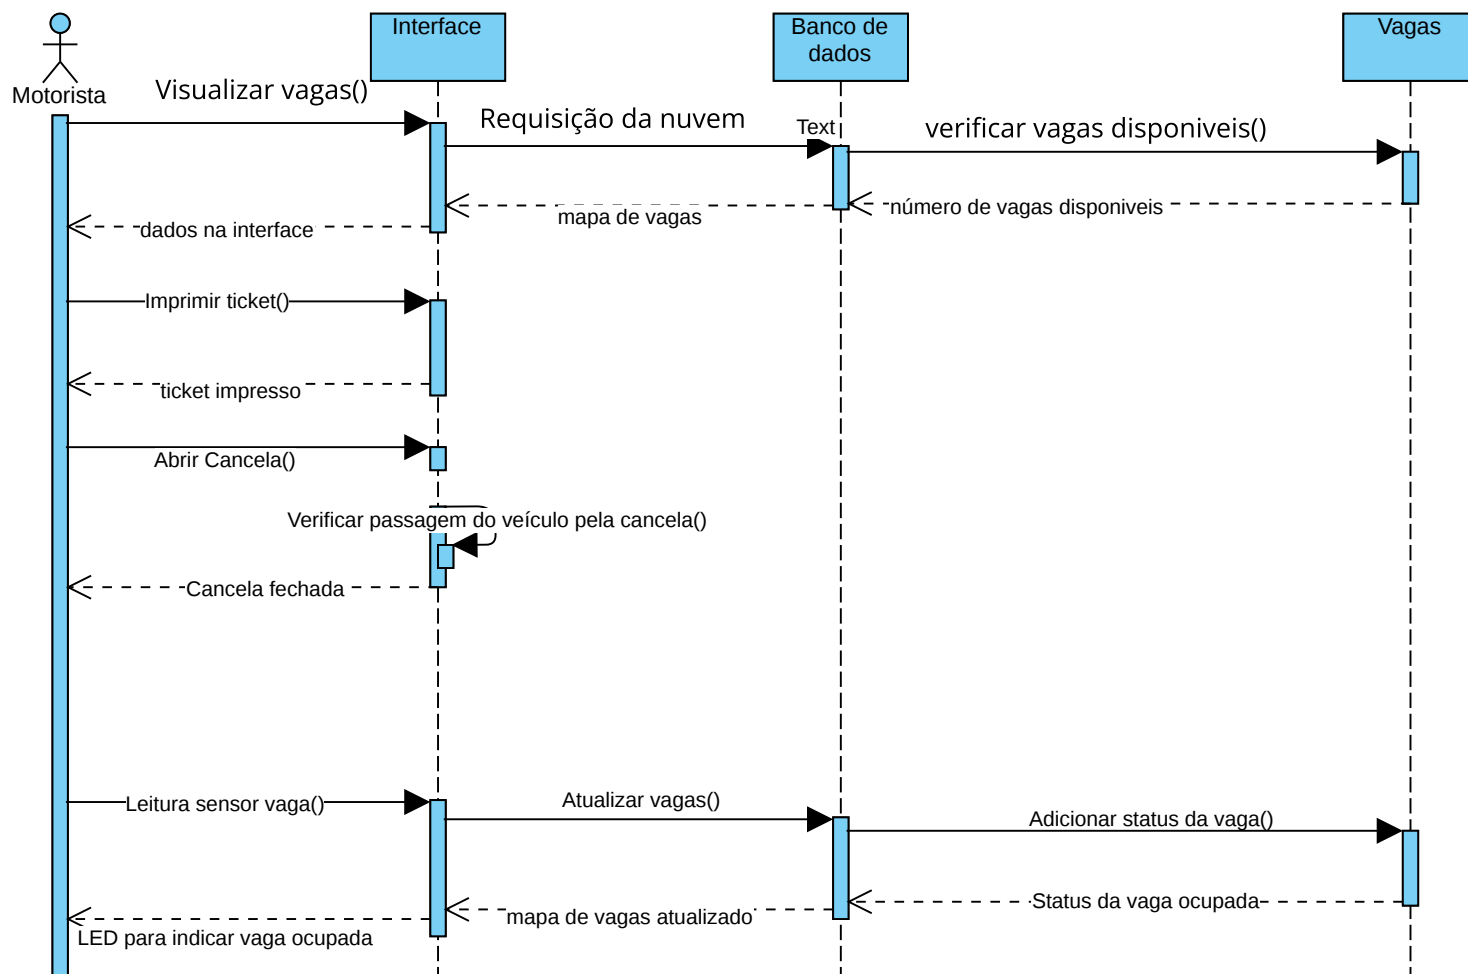 Interface
Banco de
dados
Vagas
Motorista
Visualizar vagas()
Requisição da nuvem
Text
verificar vagas disponiveis()
número de vagas disponiveis
mapa de vagas
dados na interface
Imprimir ticket()
ticket impresso
Abrir Cancela()
Verificar passagem do veículo pela cancela()
Cancela fechada
Leitura sensor vaga()
Atualizar vagas()
Adicionar status da vaga()
Status da vaga ocupada
mapa de vagas atualizado
LED para indicar vaga ocupada